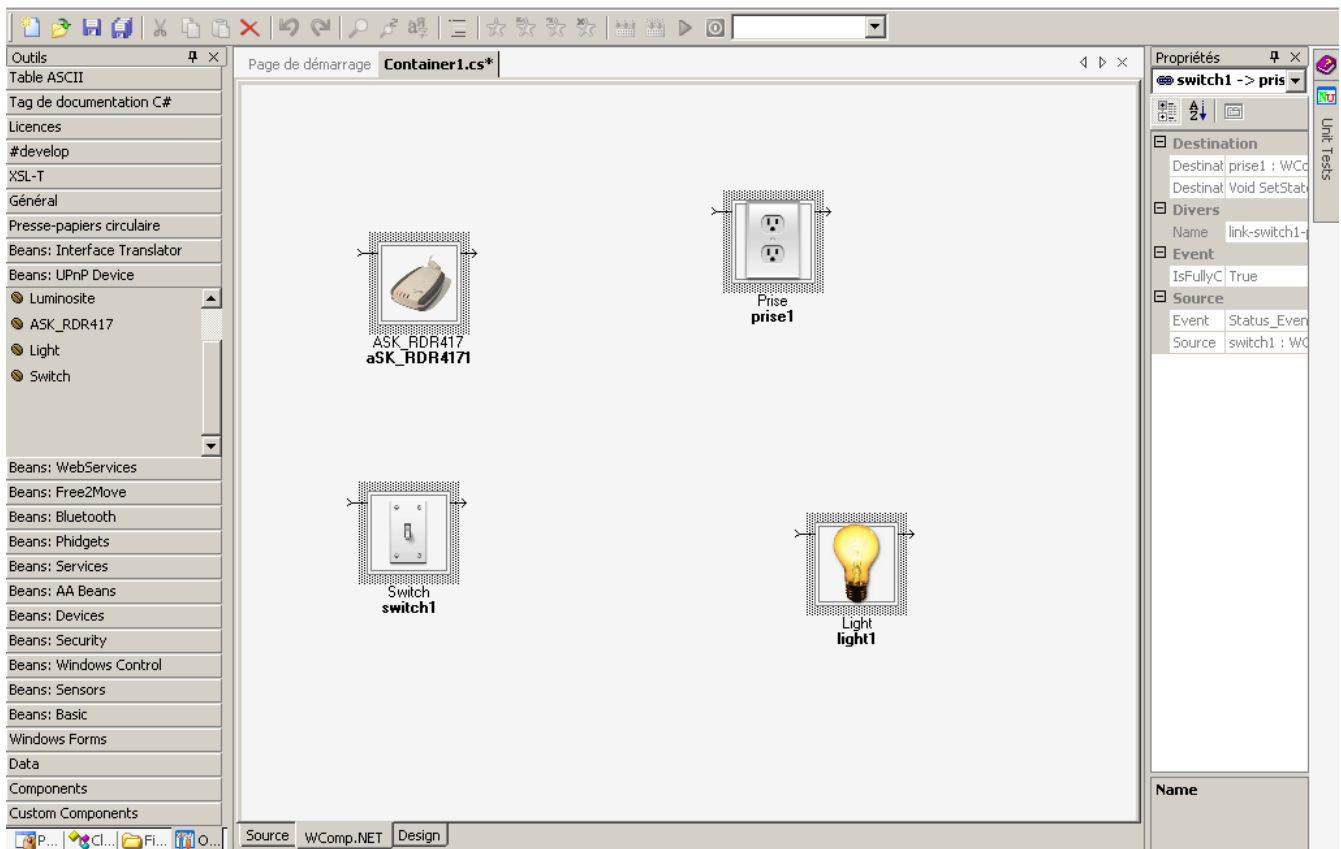 Outils
Table ASCII
Tag de documentation C#
Licences
#develop
XSL-T
Général
Presse-papiers circulaire
Beans: Interface Translator
Beans: UPnP Device
Luminosite
ASK_RDR417
Light
Switch
Beans: WebServices
Beans: Free2Move
Beans: Bluetooth
Beans: Phidgets
Beans: Services
Beans: AA Beans
Beans: Devices
Beans: Security
Beans: Windows Control
Beans: Sensors
Beans: Basic
Windows Forms
Data
Components
Custom Components
P... Cl... Fi... O...
Page de démarrage Container1.cs*
Prise
prise1
ASK_RDR417
aSK_RDR4171
Switch
switch1
Light
light1
Source WComp.NET Design
Propriétés
switch1 -> pris
Destination
Destinat prise1 : WCo
Destinat Void SetStat
Divers
Name link-switch1-
Event
IsFullyC True
Source
Event Status_Even
Source switch1 : WC
Name
Unit Tests